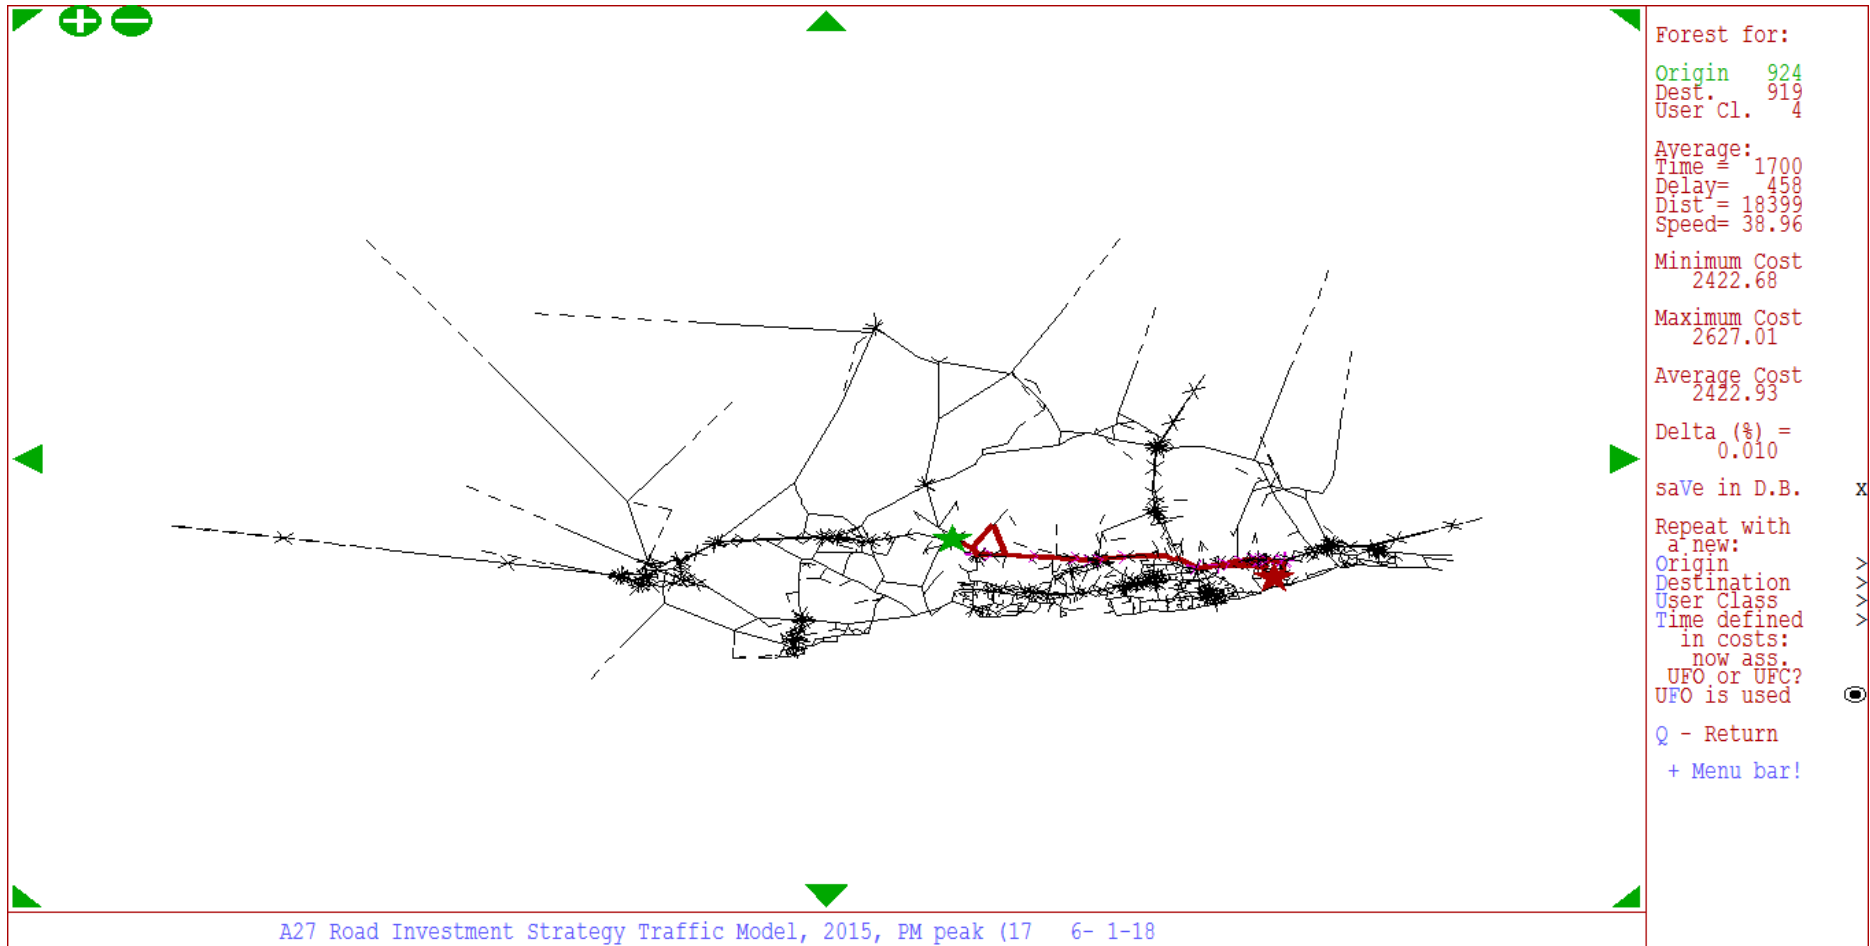 Forest for:
Origin 924
Dest. 919
User Cl. 4
Average:
Time = 1700
Delay= 458
Dist = 18399
Speed= 38.96
Minimum Cost
2422.68
Maximum Cost
2627.01
Average Cost
2422.93
Delta (%) =
0.010
saVe in D.B. x
Repeat with
a new:
Origin >
Destination >
User Class >
Time defined >
in costs:
now ass.
UFO or UFC?
UFO is used
Q - Return
+ Menu bar!
A27 Road Investment Strategy Traffic Model, 2015, PM peak (17 6- 1-18